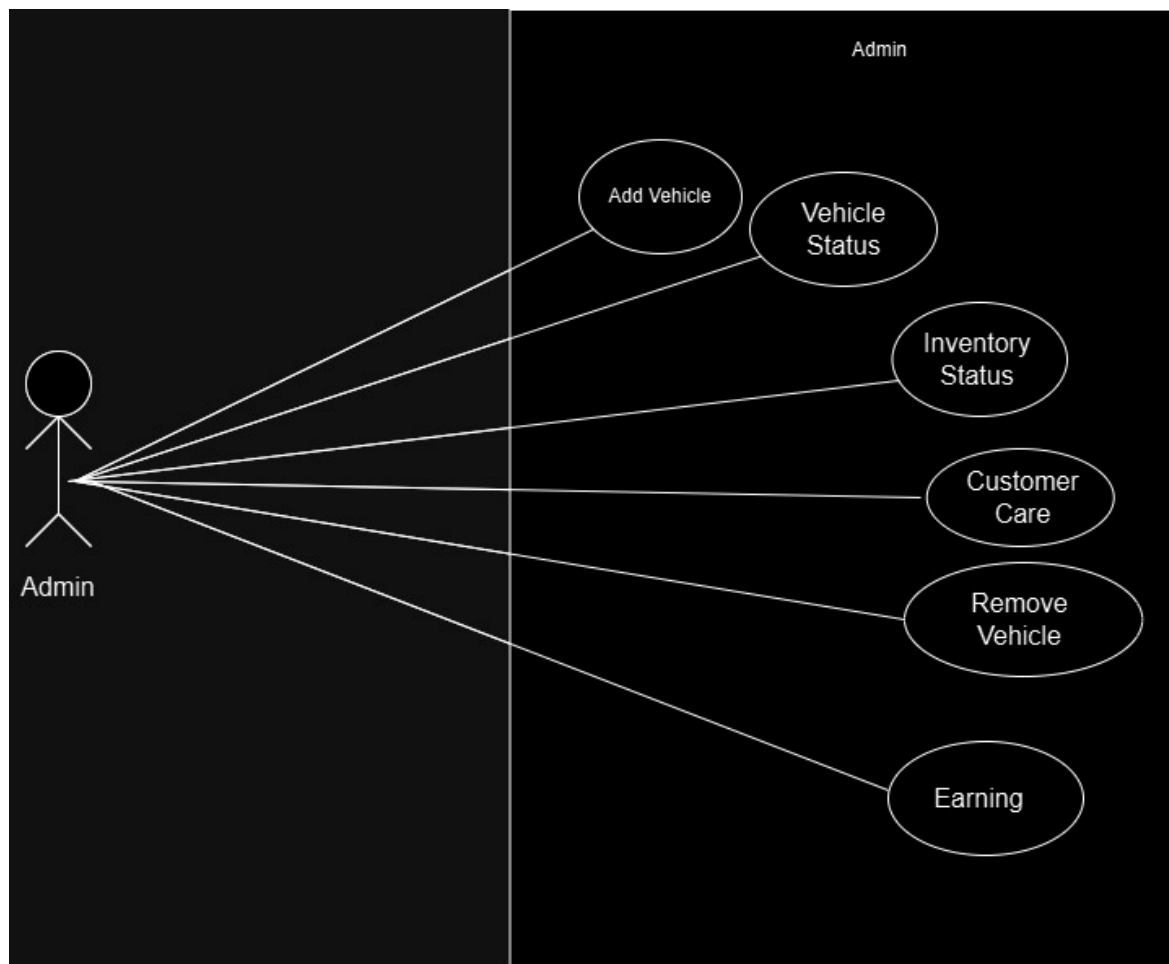 Admin
Add Vehicle
Vehicle
Status
Inventory
Status
Customer
Care
Admin
Remove
Vehicle
Earning